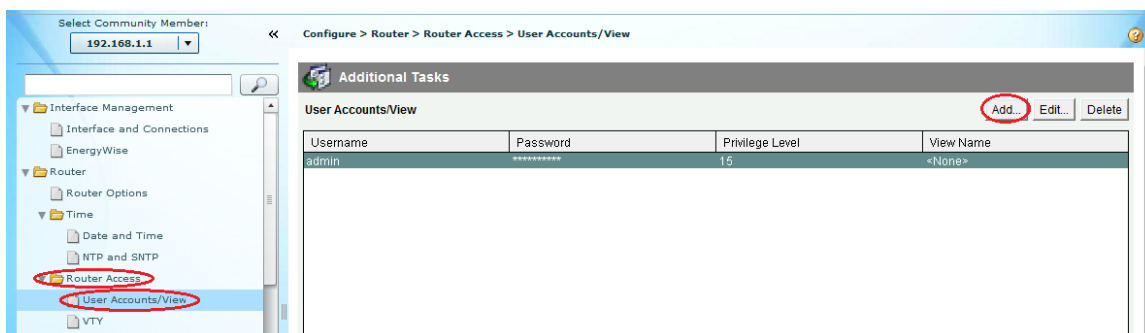 Select Community Member:
192.168.1.1
Configure > Router > Router Access > User Accounts/View
Interface Management
Interface and Connections
EnergyWise
Router
Router Options
Time
Date and Time
NTP and SNTP
Router Access
User Accounts/View
VTY
Additional Tasks
User Accounts/View
Add... Edit... Delete
Username Password Privilege Level View Name
admin ********** 15 <None>